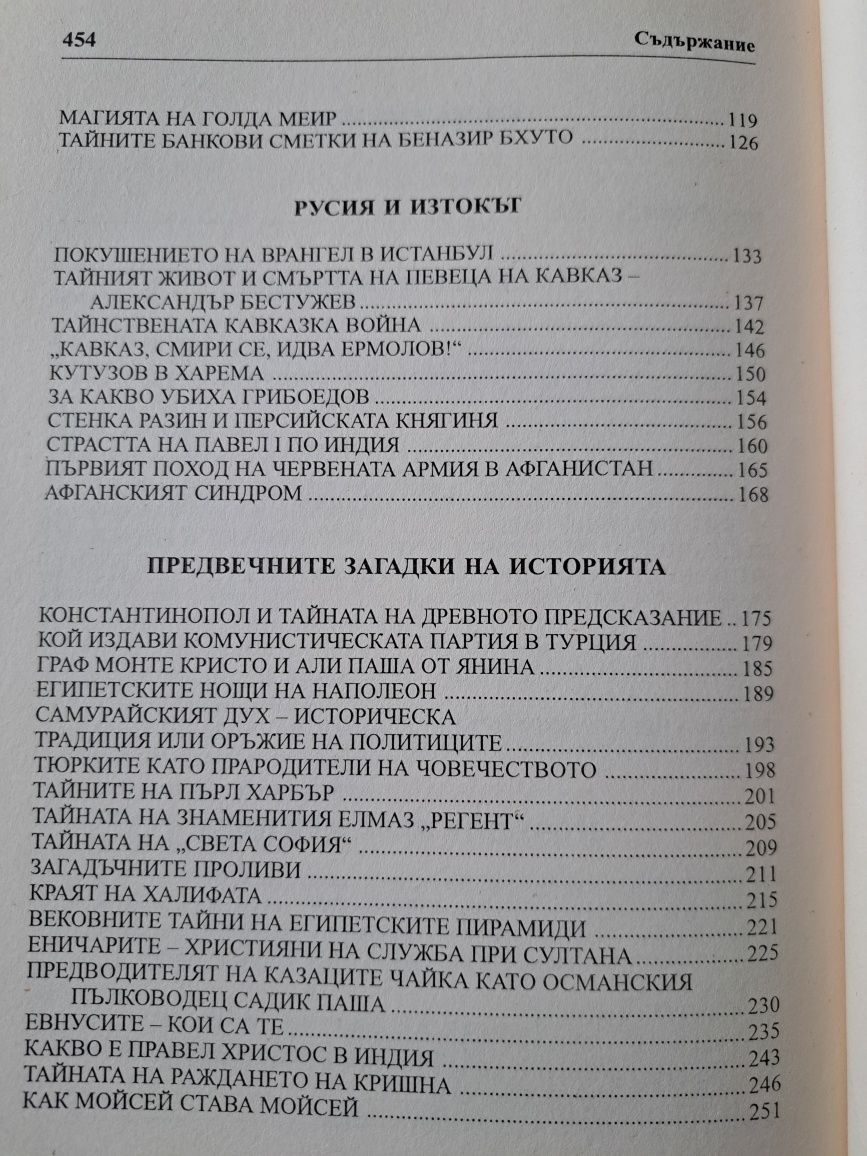 454 Съдържание
МАГИЯТА НА ГОЛДА МЕИР ........ 119
ТАЙНИТЕ БАНКОВИ СМЕТКИ НА БЕНАЗИР БХУТО ........ 126
РУСИЯ И ИЗТОКЪТ
ПОКУШЕНИЕТО НА ВРАНГЕЛ В ИСТАНБУЛ ........ 133
ТАЙНИЯТ ЖИВОТ И СМЪРТТА НА ПЕВЕЦА НА КАВКАЗ –
АЛЕКСАНДЪР БЕСТУЖЕВ ........ 137
ТАЙНСТВЕНАТА КАВКАЗКА ВОЙНА ........ 142
„КАВКАЗ, СМИРИ СЕ, ИДВА ЕРМОЛОВ!“ ........ 146
КУТУЗОВ В ХАРЕМА ........ 150
ЗА КАКВО УБИХА ГРИБОЕДОВ ........ 154
СТЕНКА РАЗИН И ПЕРСИЙСКАТА КНЯГИНЯ ........ 156
СТРАСТТА НА ПАВЕЛ I ПО ИНДИЯ ........ 160
ПЪРВИЯТ ПОХОД НА ЧЕРВЕНАТА АРМИЯ В АФГАНИСТАН ........ 165
АФГАНСКИЯТ СИНДРОМ ........ 168
ПРЕДВЕЧНИТЕ ЗАГАДКИ НА ИСТОРИЯТА
КОНСТАНТИНОПОЛ И ТАЙНАТА НА ДРЕВНОТО ПРЕДСКАЗАНИЕ .. 175
КОЙ ИЗДАВИ КОМУНИСТИЧЕСКАТА ПАРТИЯ В ТУРЦИЯ ........ 179
ГРАФ МОНТЕ КРИСТО И АЛИ ПАША ОТ ЯНИНА ........ 185
ЕГИПЕТСКИТЕ НОЩИ НА НАПОЛЕОН ........ 189
САМУРАЙСКИЯТ ДУХ – ИСТОРИЧЕСКА
ТРАДИЦИЯ ИЛИ ОРЪЖИЕ НА ПОЛИТИЦИТЕ ........ 193
ТЮРКИТЕ КАТО ПРАРОДИТЕЛИ НА ЧОВЕЧЕСТВОТО ........ 198
ТАЙНИТЕ НА ПЪРЛ ХАРБЪР ........ 201
ТАЙНАТА НА ЗНАМЕНИТИЯ ЕЛМАЗ „РЕГЕНТ“ ........ 205
ТАЙНАТА НА „СВЕТА СОФИЯ“ ........ 209
ЗАГАДЪЧНИТЕ ПРОЛИВИ ........ 211
КРАЯТ НА ХАЛИФАТА ........ 215
ВЕКОВНИТЕ ТАЙНИ НА ЕГИПЕТСКИТЕ ПИРАМИДИ ........ 221
ЕНИЧАРИТЕ – ХРИСТИЯНИ НА СЛУЖБА ПРИ СУЛТАНА ........ 225
ПРЕДВОДИТЕЛЯТ НА КАЗАЦИТЕ ЧАЙКА КАТО ОСМАНСКИЯ
ПЪЛКОВОДЕЦ САДИК ПАША ........ 230
ЕВНУСИТЕ – КОИ СА ТЕ ........ 235
КАКВО Е ПРАВЕЛ ХРИСТОС В ИНДИЯ ........ 243
ТАЙНАТА НА РАЖДАНЕТО НА КРИШНА ........ 246
КАК МОЙСЕЙ СТАВА МОЙСЕЙ ........ 251